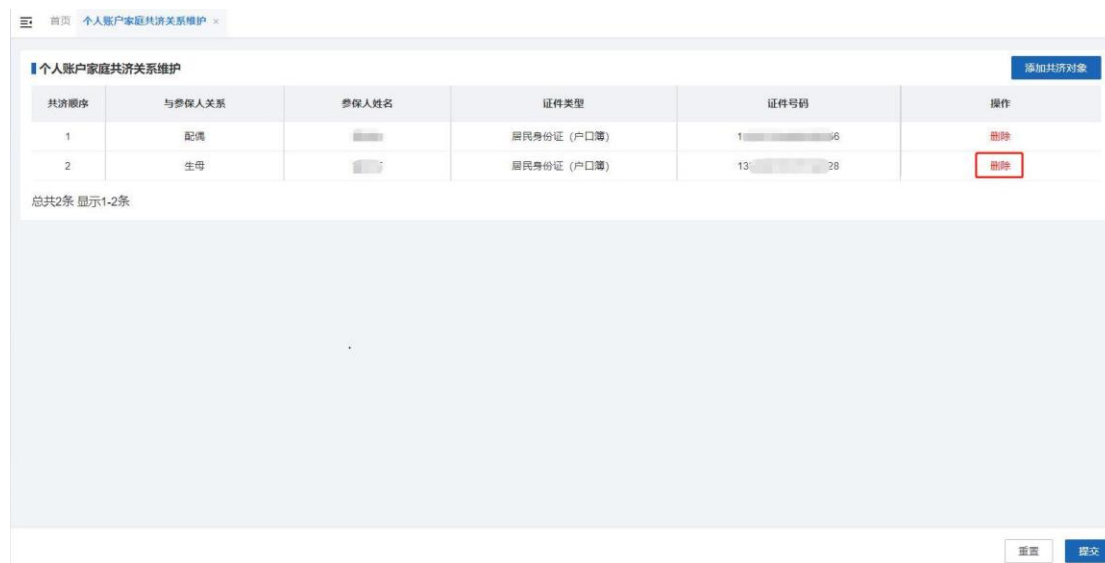 首页 个人账户家庭共济关系维护 ×
个人账户家庭共济关系维护 添加共济对象
共济顺序 与参保人关系 参保人姓名 证件类型 证件号码 操作
1 配偶 居民身份证（户口簿） 1 6 删除
2 生母 居民身份证（户口簿） 13 28 删除
总共2条 显示1-2条
重置 提交